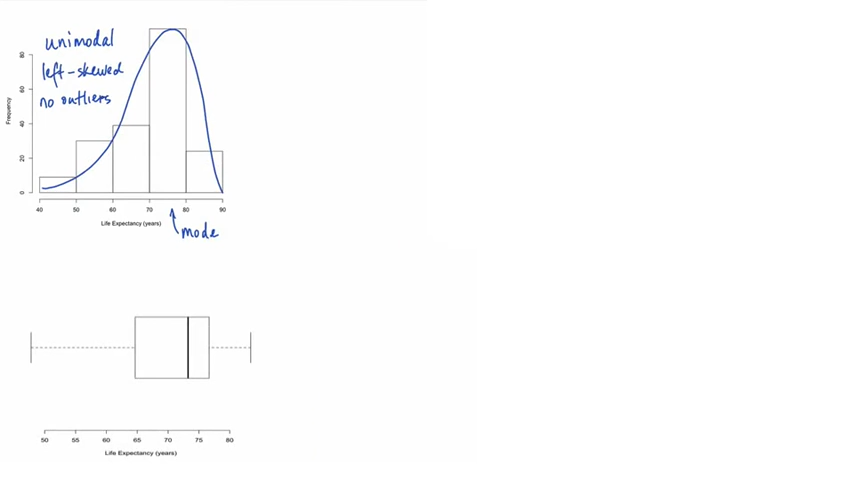 unimodal
left-skewed
no outliers
Frequency
0
20
40
60
80
40 50 60 70 80 90
Life Expectancy (years)
mode
50 55 60 65 70 75 80
Life Expectancy (years)